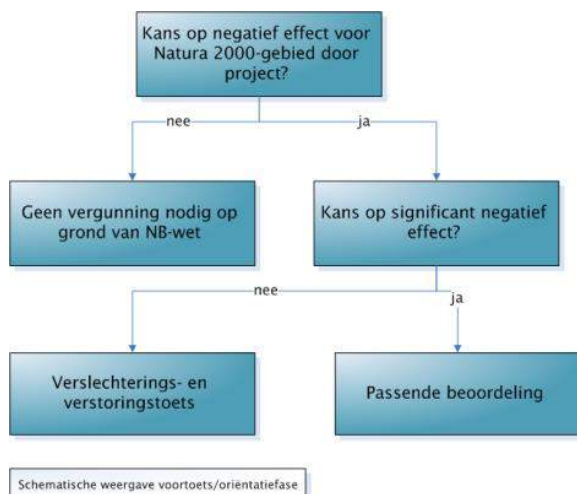 Kans op negatief effect voor
Natura 2000-gebied door
project?
nee
ja
Geen vergunning nodig op
grond van NB-wet
Kans op significant negatief
effect?
nee
ja
Verslechterings- en
verstoringstoets
Passende beoordeling
Schematische weergave voortoets/oriëntatiefase